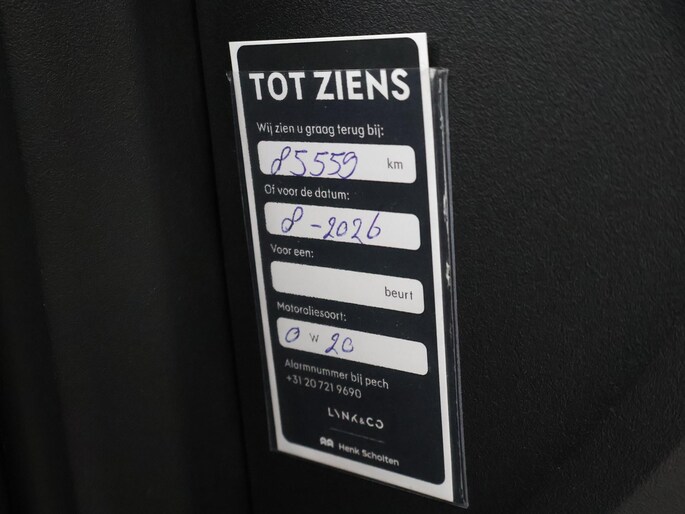 TOT ZIENS
Wij zien u graag terug bij:
85559 km
Of voor de datum:
8-2026
Voor een:
beurt
Motoroliesoort:
0 W 20
Alarmnummer bij pech
+31 20 721 9690
LYNK&CO
Henk Scholten